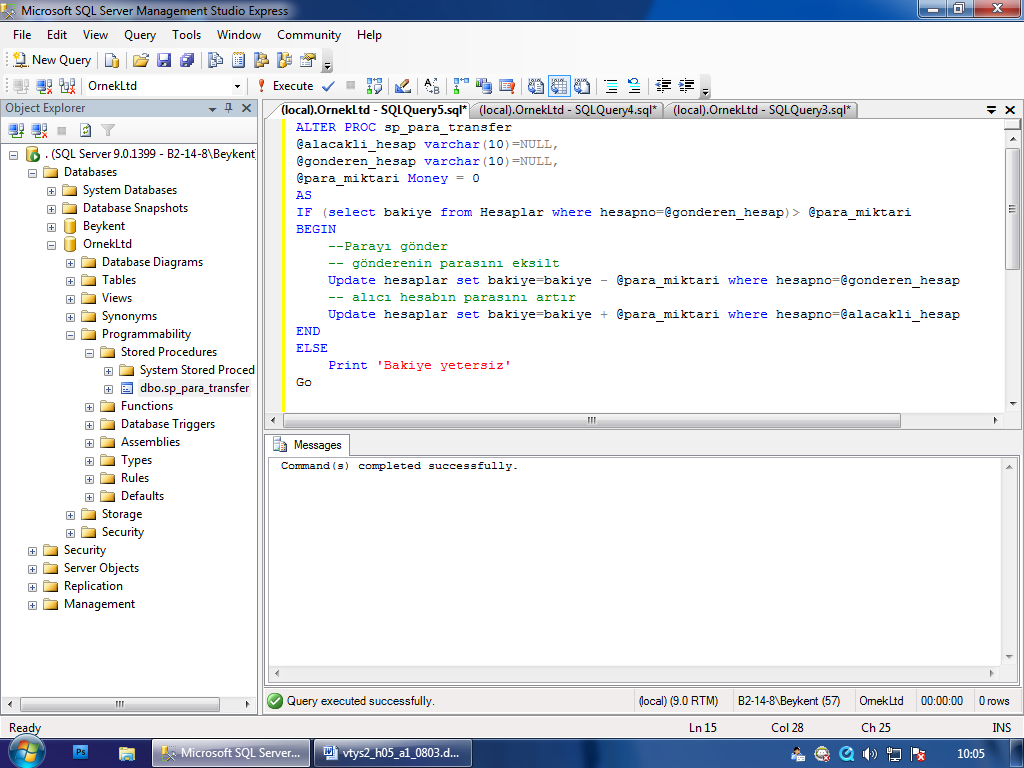 Microsoft SQL Server Management Studio Express
File Edit View Query Tools Window Community Help
New Query
OrnekLtd Execute
Object Explorer
(local).OrnekL...td - SQLQuery5.sql* (local).OrnekLtd - SQLQuery4.sql* (local).OrnekLtd - SQLQuery3.sql*
. (SQL Server 9.0.1399 - B2-14-8\Beykent
Databases
System Databases
Database Snapshots
Beykent
OrnekLtd
Database Diagrams
Tables
Views
Synonyms
Programmability
Stored Procedures
System Stored Proced
dbo.sp_para_transfer
Functions
Database Triggers
Assemblies
Types
Rules
Defaults
Storage
Security
Security
Server Objects
Replication
Management
ALTER PROC sp_para_transfer
@alacakli_hesap varchar(10)=NULL,
@gonderen_hesap varchar(10)=NULL,
@para_miktari Money = 0
AS
IF (select bakiye from Hesaplar where hesapno=@gonderen_hesap)> @para_miktari
BEGIN
--Parayı gönder
-- gönderenin parasını eksilt
Update hesaplar set bakiye=bakiye - @para_miktari where hesapno=@gonderen_hesap
-- alıcı hesabın parasını artır
Update hesaplar set bakiye=bakiye + @para_miktari where hesapno=@alacakli_hesap
END
ELSE
Print 'Bakiye yetersiz'
Go
Messages
Command(s) completed successfully.
Query executed successfully. (local) (9.0 RTM) B2-14-8\Beykent (57) OrnekLtd 00:00:00 0 rows
Ready Ln 15 Col 28 Ch 25 INS
Ps Microsoft SQL Server... vtys2_h05_a1_0803.d... 10:05